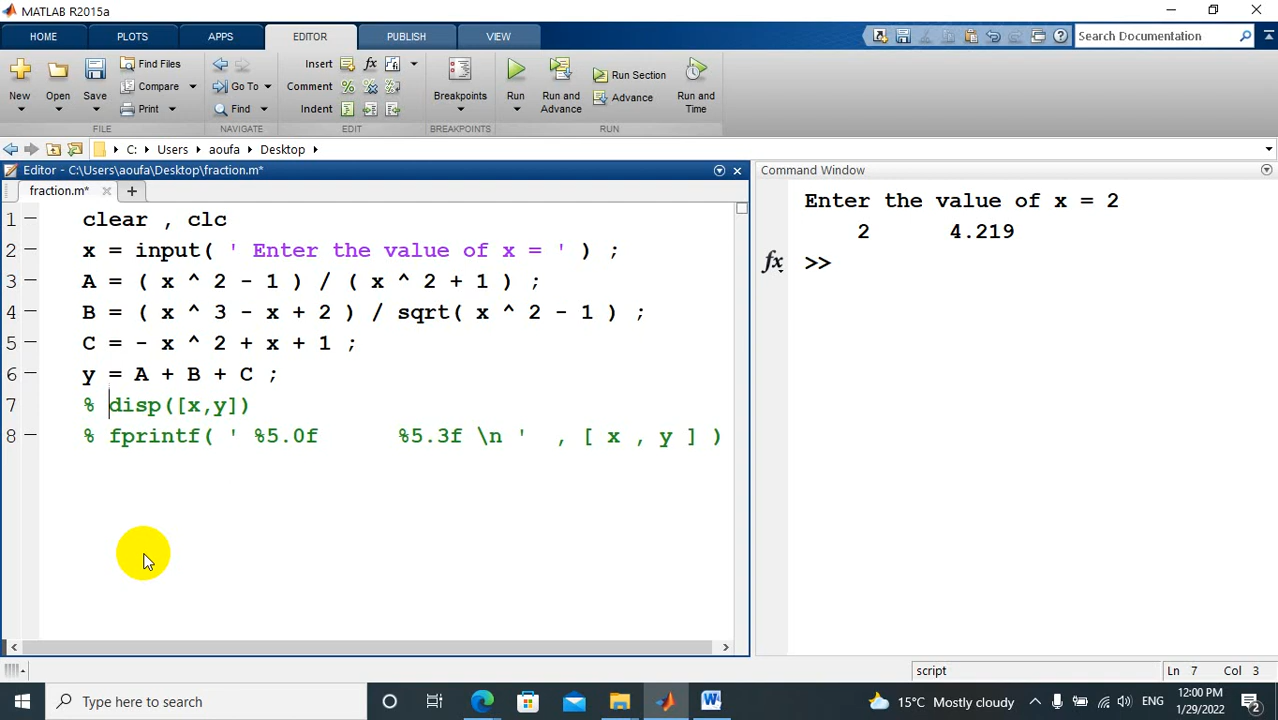 MATLAB R2015a
HOME PLOTS APPS EDITOR PUBLISH VIEW Search Documentation
New Open Save Find Files Compare Print Go To Find Insert fx Comment % Indent Breakpoints Run Run and Advance Run Section Advance Run and Time
FILE NAVIGATE EDIT BREAKPOINTS RUN
C: Users aoufa Desktop
Editor - C:\Users\aoufa\Desktop\fraction.m*
fraction.m*
1 clear , clc
2 x = input( ' Enter the value of x = ' ) ;
3 A = ( x ^ 2 - 1 ) / ( x ^ 2 + 1 ) ;
4 B = ( x ^ 3 - x + 2 ) / sqrt( x ^ 2 - 1 ) ;
5 C = - x ^ 2 + x + 1 ;
6 y = A + B + C ;
7 % disp([x,y])
8 % fprintf( ' %5.0f %5.3f \n ' , [ x , y ] )
Command Window
Enter the value of x = 2
2 4.219
fx >>
script Ln 7 Col 3
Type here to search 15°C Mostly cloudy ENG 12:00 PM
1/29/2022 2